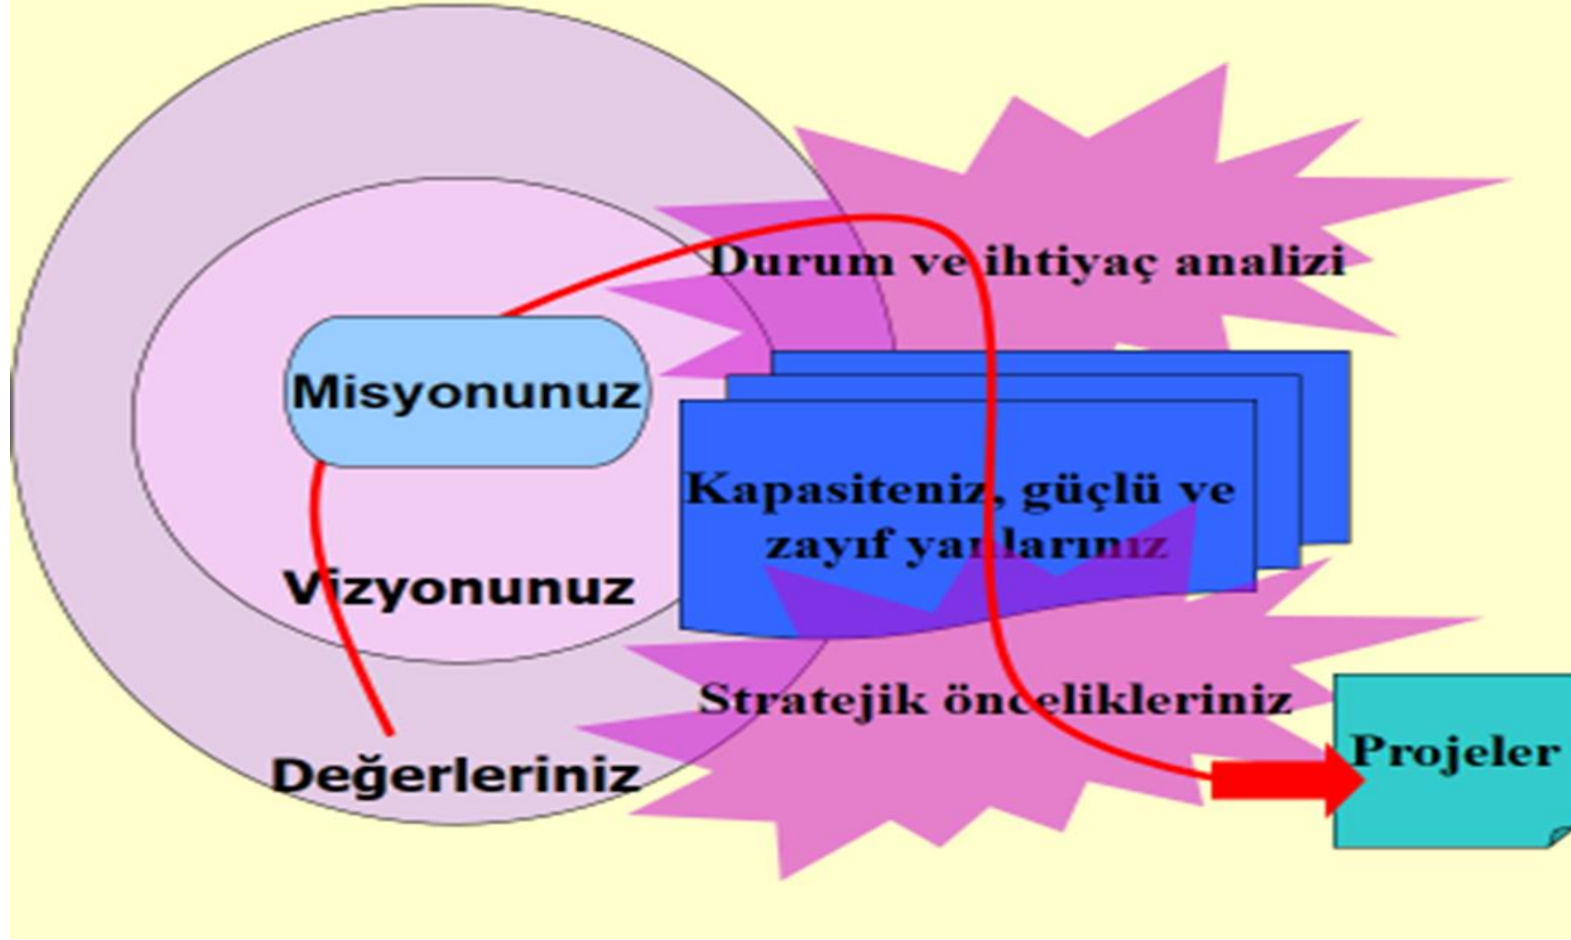 Durum ve ihtiyaç analizi
Misyonunuz
Kapasiteniz, güçlü ve
zayıf yanlarınız
Vizyonunuz
Stratejik öncelikleriniz
Projeler
Değerleriniz